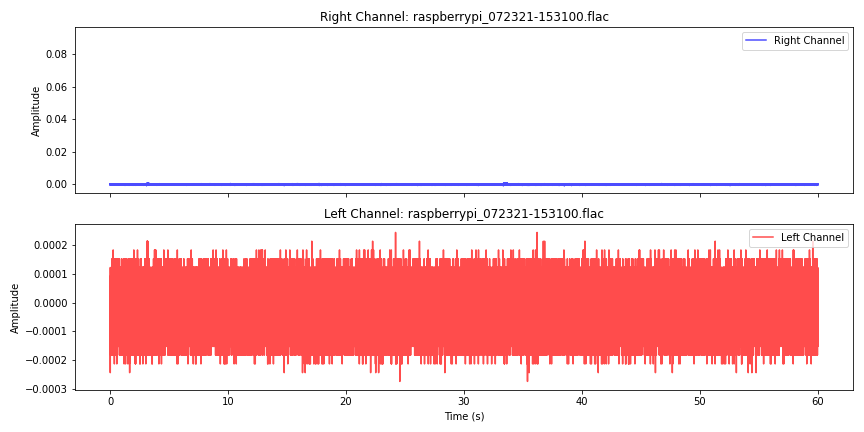 Right Channel: raspberrypi_072321-153100.flac
Right Channel
0.08
0.06
0.04
0.02
0.00
Amplitude
Left Channel: raspberrypi_072321-153100.flac
Left Channel
0.0002
0.0001
0.0000
−0.0001
−0.0002
−0.0003
Amplitude
0 10 20 30 40 50 60
Time (s)